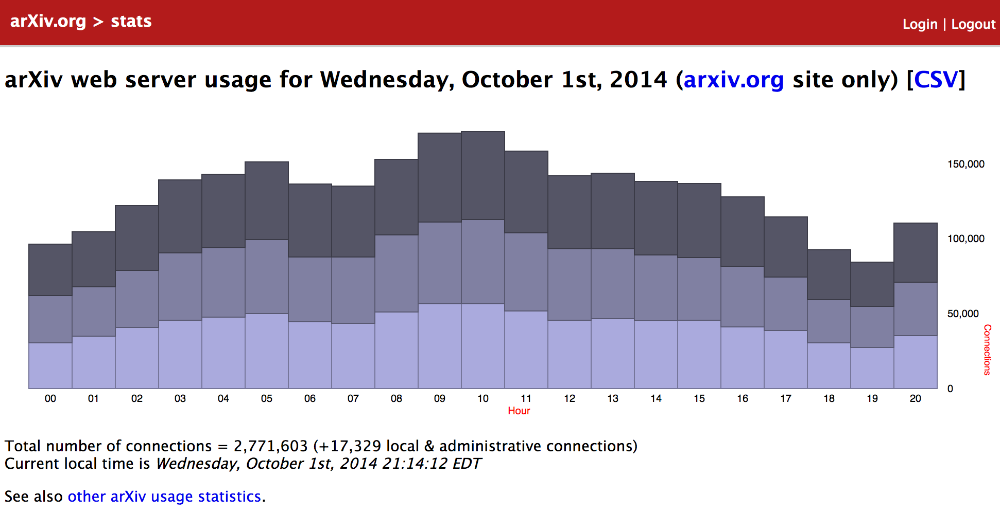 arXiv.org > stats
Login | Logout
arXiv web server usage for Wednesday, October 1st, 2014 (arxiv.org site only) [CSV]
150,000
100,000
50,000
Connections
0
00 01 02 03 04 05 06 07 08 09 10 11 12 13 14 15 16 17 18 19 20
Hour
Total number of connections = 2,771,603 (+17,329 local & administrative connections)
Current local time is Wednesday, October 1st, 2014 21:14:12 EDT
See also other arXiv usage statistics.